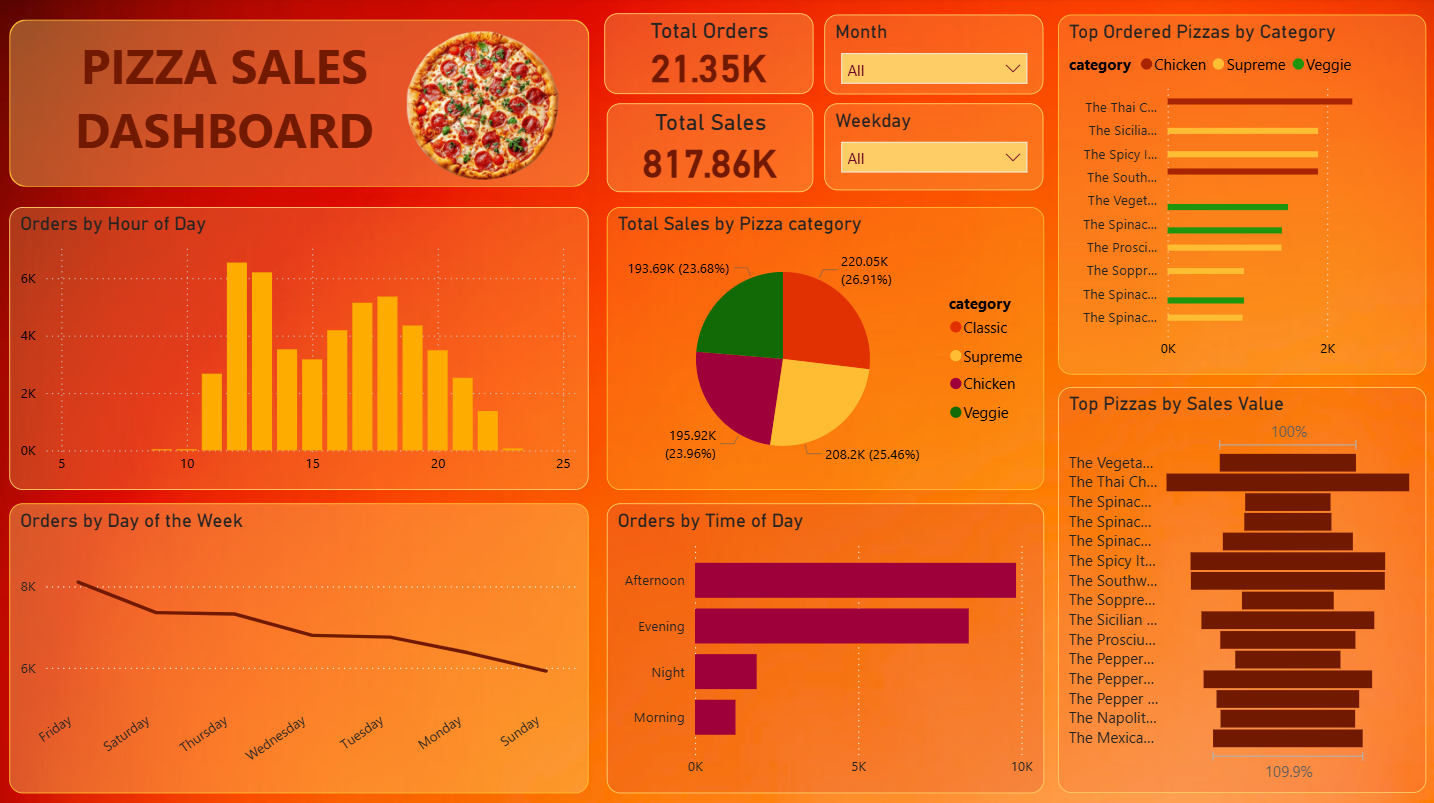 PIZZA SALES
DASHBOARD
Total Orders
21.35K
Month
All
Total Sales
817.86K
Weekday
All
Top Ordered Pizzas by Category
category Chicken Supreme Veggie
The Thai C...
The Sicilia...
The Spicy I...
The South...
The Veget...
The Spinac...
The Prosci...
The Soppr...
The Spinac...
The Spinac...
0K 2K
Orders by Hour of Day
6K
4K
2K
0K
5 10 15 20 25
Total Sales by Pizza category
193.69K (23.68%)
220.05K
(26.91%)
195.92K
(23.96%)
208.2K (25.46%)
category
Classic
Supreme
Chicken
Veggie
Top Pizzas by Sales Value
100%
The Vegeta...
The Thai Ch...
The Spinac...
The Spinac...
The Spinac...
The Spicy It...
The Southw...
The Soppre...
The Sicilian ...
The Prosciu...
The Pepper...
The Pepper...
The Pepper ...
The Napolit...
The Mexica...
109.9%
Orders by Day of the Week
8K
6K
Friday Saturday Thursday Wednesday Tuesday Monday Sunday
Orders by Time of Day
Afternoon
Evening
Night
Morning
0K 5K 10K